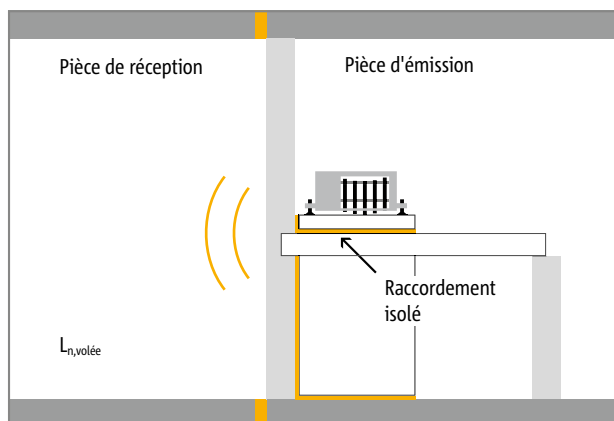 Pièce de réception
Pièce d'émission
Raccordement
isolé
Ln,volée